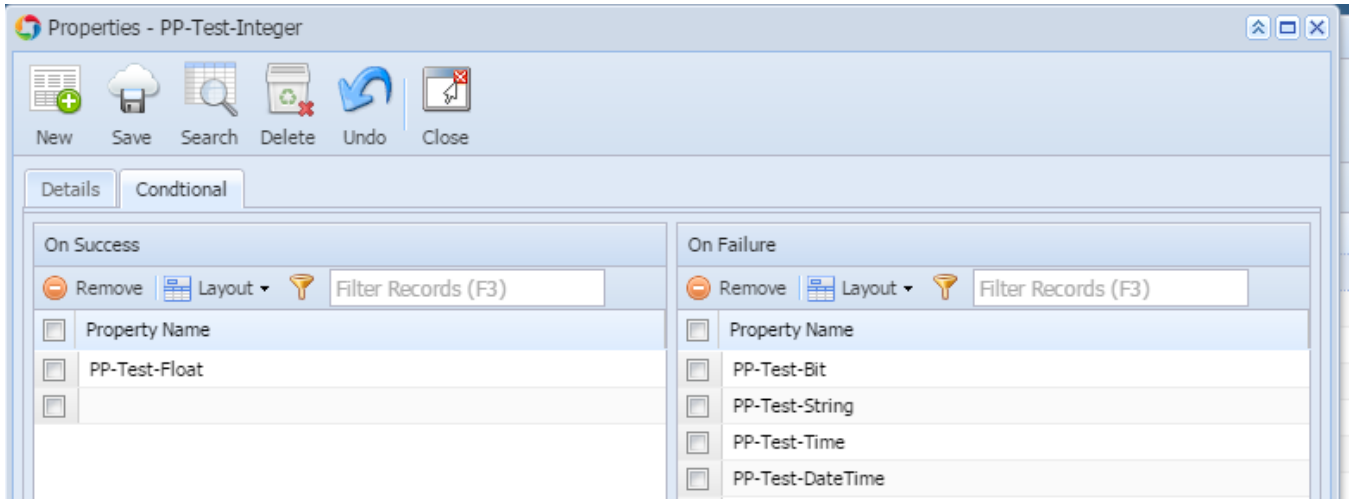 Properties - PP-Test-Integer
New Save Search Delete Undo Close
Details Condtional
On Success
Remove Layout Filter Records (F3)
Property Name
PP-Test-Float
On Failure
Remove Layout Filter Records (F3)
Property Name
PP-Test-Bit
PP-Test-String
PP-Test-Time
PP-Test-DateTime